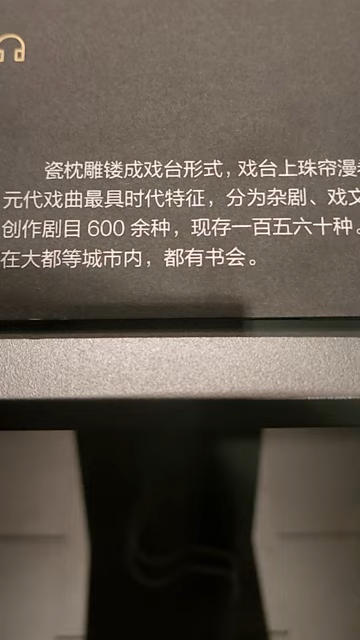 瓷枕雕镂成戏台形式，戏台上珠帘漫
元代戏曲最具时代特征，分为杂剧、戏文
创作剧目 600 余种，现存一百五六十种。
在大都等城市内，都有书会。